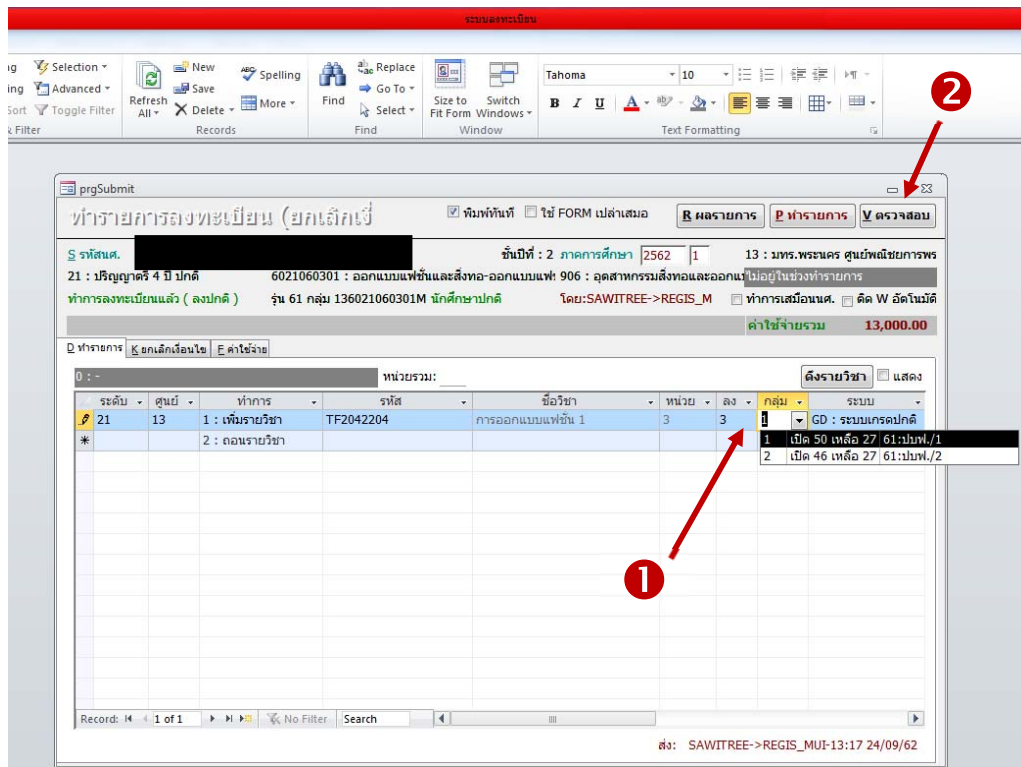 ระบบลงทะเบียน
ng Selection New ABC Spelling Replace Tahoma 10
ing Advanced Refresh All Save More Find Go To Size to Fit Form Switch Windows B I U A
Sort Toggle Filter Delete Select
& Filter Records Find Window Text Formatting
2
prgSubmit
ทำรายการลงทะเบียน (ยกเลิกเงื่ พิมพ์ทันที ใช้ FORM เปล่าเสมอ R ผลรายการ P ทำรายการ V ตรวจสอบ
S รหัสนศ. ชั้นปีที่ : 2 ภาคการศึกษา 2562 1 13 : มทร.พระนคร ศูนย์พณิชยการพร
21 : ปริญญาตรี 4 ปี ปกติ 6021060301 : ออกแบบแฟชั่นและสิ่งทอ-ออกแบบแฟ 906 : อุตสาหกรรมสิ่งทอและออกแ ไม่อยู่ในช่วงทำรายการ
ทำการลงทะเบียนแล้ว ( ลงปกติ ) รุ่น 61 กลุ่ม 136021060301M นักศึกษาปกติ โดย:SAWITREE->REGIS_M ทำการเสมือนนศ. ติด W อัตโนมัติ
ค่าใช้จ่ายรวม 13,000.00
D ทำรายการ K ยกเลิกเงื่อนไข E ค่าใช้จ่าย
0 : - หน่วยรวม: ดึงรายวิชา แสดง
ระดับ ศูนย์ ทำการ รหัส ชื่อวิชา หน่วย ลง กลุ่ม ระบบ
21 13 1 : เพิ่มรายวิชา TF2042204 การออกแบบแฟชั่น 1 3 3 1 GD : ระบบเกรดปกติ
2 : ถอนรายวิชา 1 เปิด 50 เหลือ 27 61:ปบฟ./1
2 เปิด 46 เหลือ 27 61:ปบฟ./2
1
Record: 1 of 1 No Filter Search
ส่ง: SAWITREE->REGIS_MUI-13:17 24/09/62